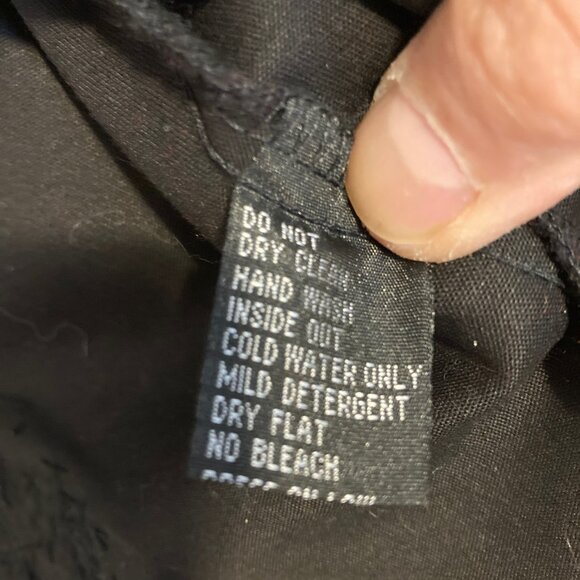 DO NOT
DRY CLEAN
HAND WASH
INSIDE OUT
COLD WATER ONLY
MILD DETERGENT
DRY FLAT
NO BLEACH